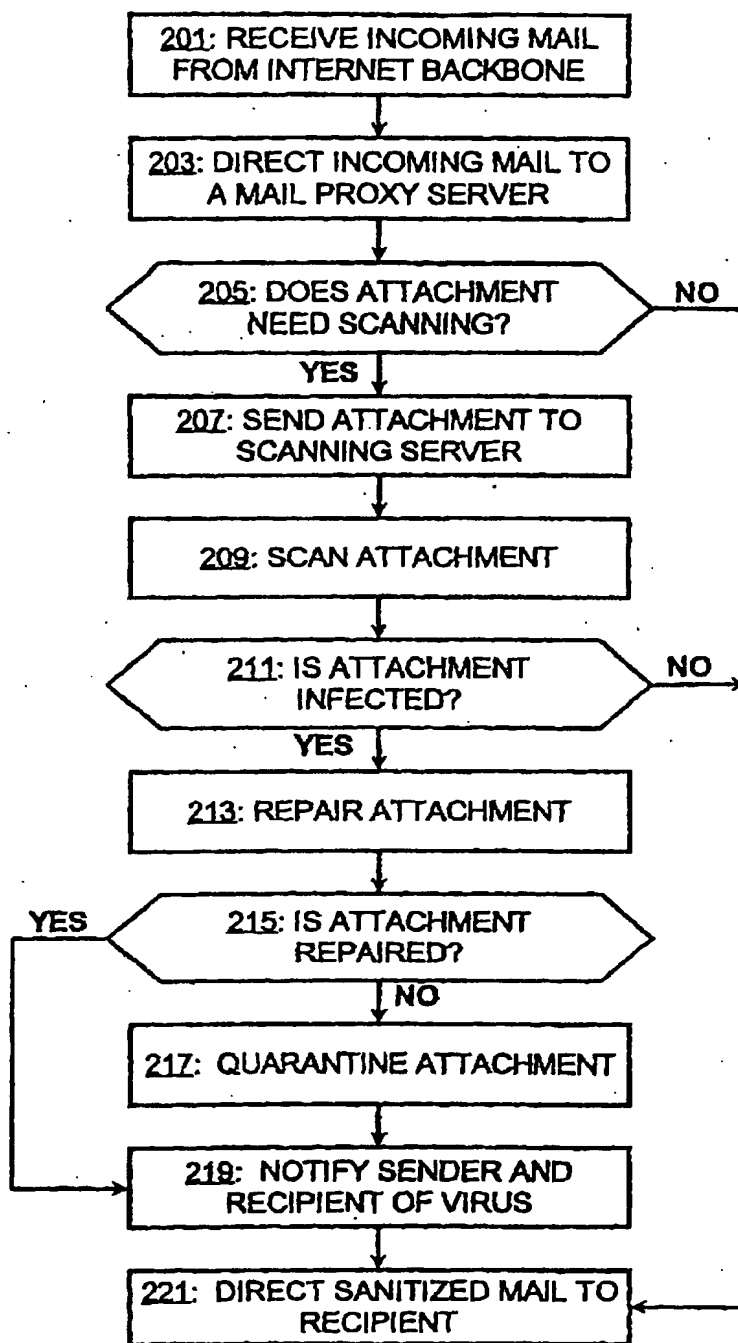 201: RECEIVE INCOMING MAIL
FROM INTERNET BACKBONE
203: DIRECT INCOMING MAIL TO
A MAIL PROXY SERVER
205: DOES ATTACHMENT
NEED SCANNING?
NO
YES
207: SEND ATTACHMENT TO
SCANNING SERVER
209: SCAN ATTACHMENT
211: IS ATTACHMENT
INFECTED?
NO
YES
213: REPAIR ATTACHMENT
YES
215: IS ATTACHMENT
REPAIRED?
NO
217: QUARANTINE ATTACHMENT
219: NOTIFY SENDER AND
RECIPIENT OF VIRUS
221: DIRECT SANITIZED MAIL TO
RECIPIENT